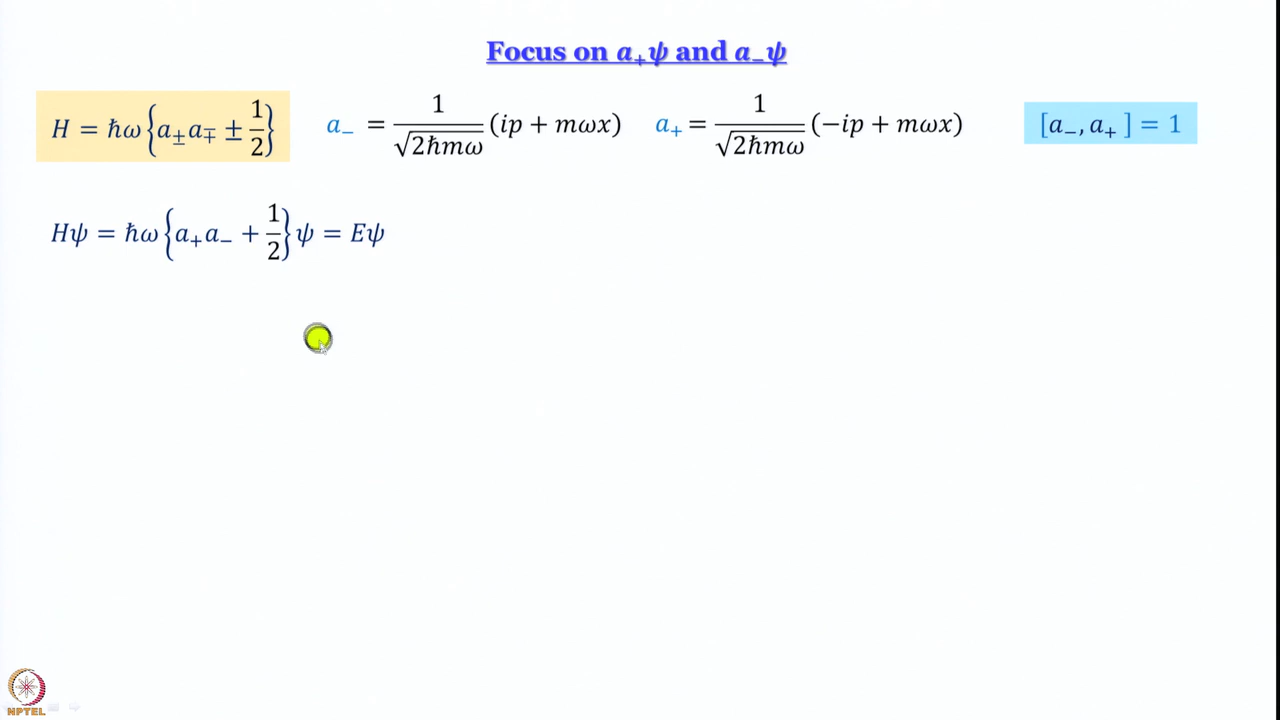 Focus on a₊ψ and a₋ψ
H = ħω{a±a∓ ± 1/2} a₋ = 1/√(2ħmω) (ip + mωx) a₊ = 1/√(2ħmω) (−ip + mωx) [a₋, a₊ ] = 1
Hψ = ħω{a₊a₋ + 1/2}ψ = Eψ
NPTEL